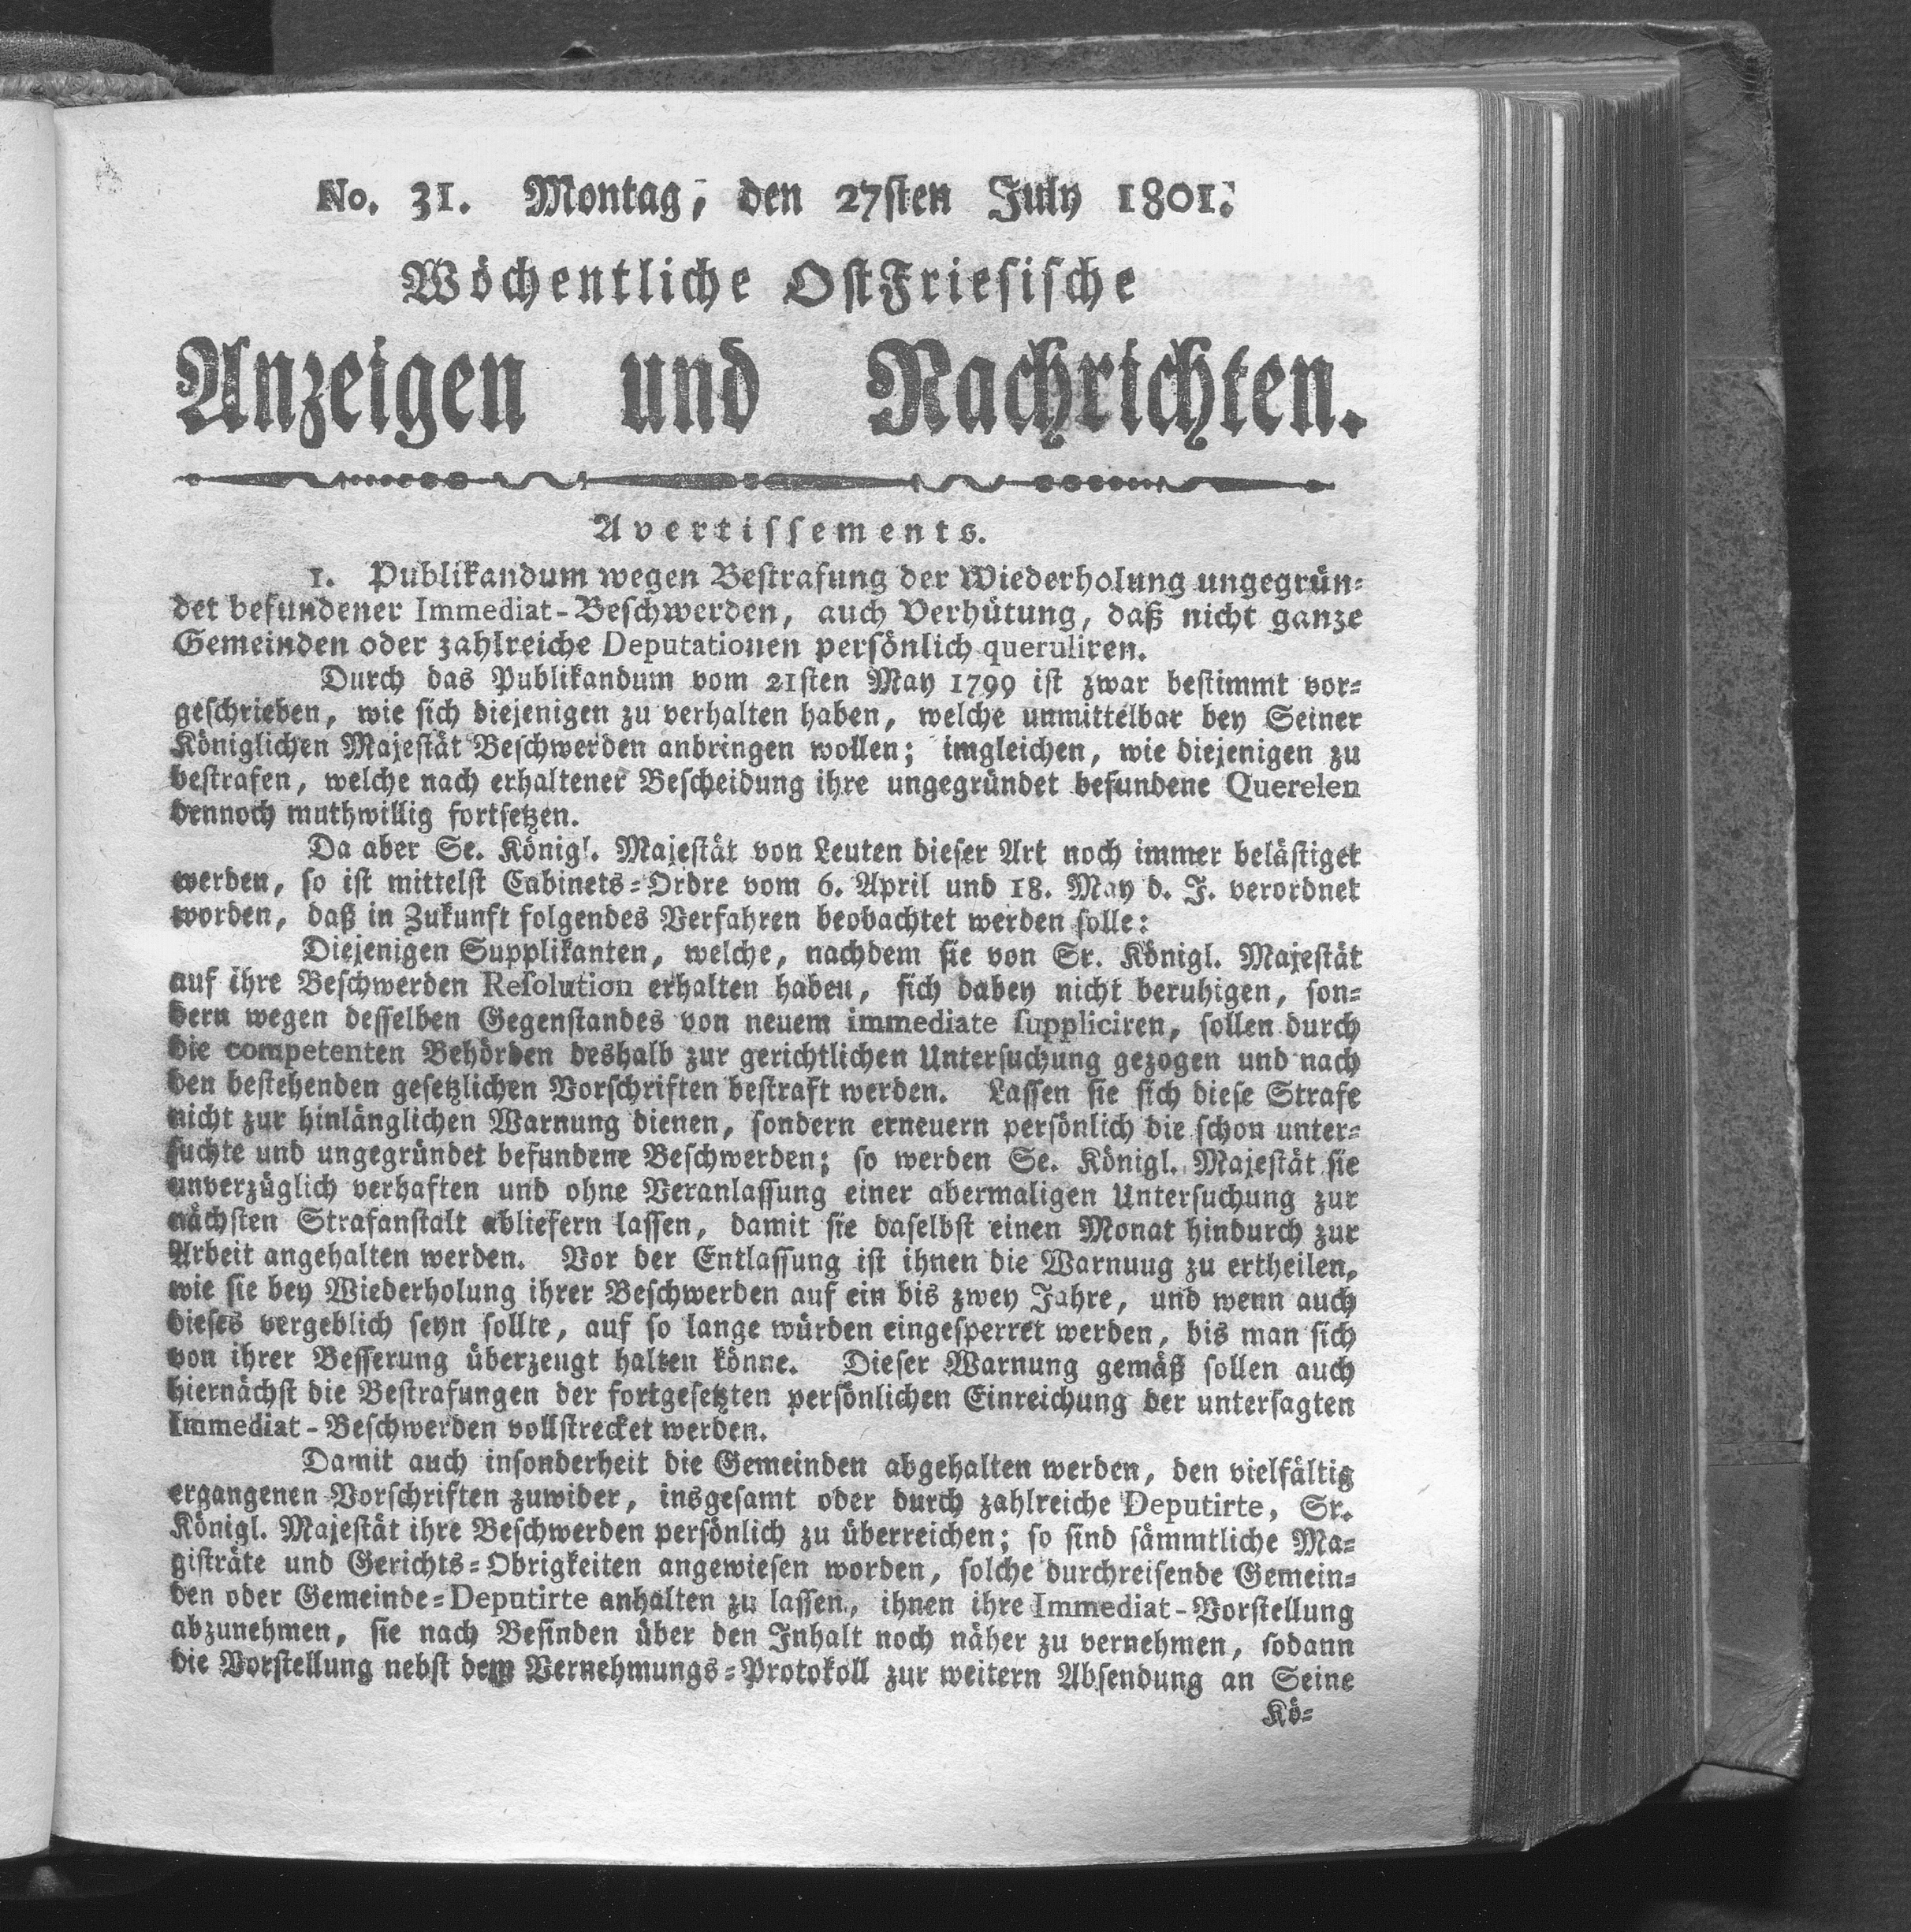 No. 31. Montag, den 27sten July 1801.
Wöchentliche OstFriesische
Anzeigen und Nachrichten.
Avertissements.
1. Publikandum wegen Bestrafung der Wiederholung ungegrün-
det befundener Immediat-Beschwerden, auch Verhütung, daß nicht ganze
Gemeinden oder zahlreiche Deputationen persönlich queruliren.
Durch das Publikandum vom 21sten May 1799 ist zwar bestimmt vor-
geschrieben, wie sich diejenigen zu verhalten haben, welche unmittelbar bey Seiner
Königlichen Majestät Beschwerden anbringen wollen; imgleichen, wie diejenigen zu
bestrafen, welche nach erhaltener Bescheidung ihre ungegründet befundene Querelen
dennoch muthwillig fortsetzen.
Da aber Se. Königl. Majestät von Leuten dieser Art noch immer belästiget
werden, so ist mittelst Cabinets-Ordre vom 6. April und 18. May d. J. verordnet
worden, daß in Zukunft folgendes Verfahren beobachtet werden solle:
Diejenigen Supplikanten, welche, nachdem sie von Sr. Königl. Majestät
auf ihre Beschwerden Resolution erhalten haben, sich dabey nicht beruhigen, son-
dern wegen desselben Gegenstandes von neuem immediate suppliciren, sollen durch
die competenten Behörden deshalb zur gerichtlichen Untersuchung gezogen und nach
den bestehenden gesetzlichen Vorschriften bestraft werden. Lassen sie sich diese Strafe
nicht zur hinlänglichen Warnung dienen, sondern erneuern persönlich die schon unter-
suchte und ungegründet befundene Beschwerden; so werden Se. Königl. Majestät sie
unverzüglich verhaften und ohne Veranlassung einer abermaligen Untersuchung zur
nächsten Strafanstalt abliefern lassen, damit sie daselbst einen Monat hindurch zur
Arbeit angehalten werden. Vor der Entlassung ist ihnen die Warnuug zu ertheilen,
wie sie bey Wiederholung ihrer Beschwerden auf ein bis zwey Jahre, und wenn auch
dieses vergeblich seyn sollte, auf so lange würden eingesperret werden, bis man sich
von ihrer Besserung überzeugt halten könne. Dieser Warnung gemäß sollen auch
hiernächst die Bestrafungen der fortgesetzten persönlichen Einreichung der untersagten
Immediat-Beschwerden vollstrecket werden.
Damit auch insonderheit die Gemeinden abgehalten werden, den vielfältig
ergangenen Vorschriften zuwider, insgesamt oder durch zahlreiche Deputirte, Sr.
Königl. Majestät ihre Beschwerden persönlich zu überreichen; so sind sämmtliche Ma-
gisträte und Gerichts-Obrigkeiten angewiesen worden, solche durchreisende Gemein-
den oder Gemeinde-Deputirte anhalten zu lassen, ihnen ihre Immediat-Vorstellung
abzunehmen, sie nach Befinden über den Inhalt noch näher zu vernehmen, sodann
die Vorstellung nebst dem Vernehmungs-Protokoll zur weitern Absendung an Seine
Kö-